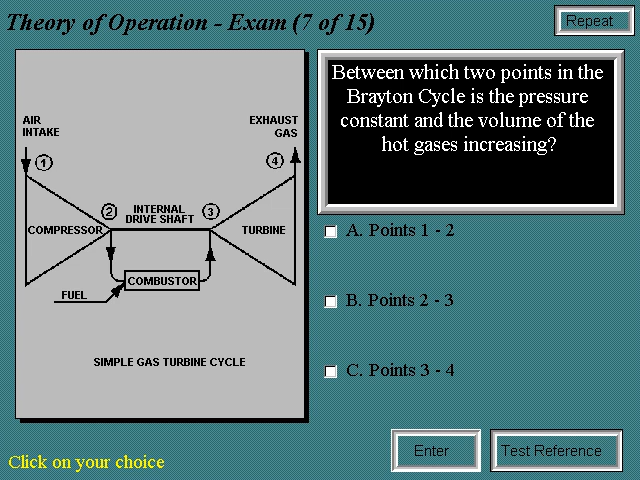 Theory of Operation - Exam (7 of 15)
Repeat
Between which two points in the
Brayton Cycle is the pressure
constant and the volume of the
hot gases increasing?
AIR
INTAKE
EXHAUST
GAS
1
4
2
INTERNAL
DRIVE SHAFT
3
COMPRESSOR
TURBINE
COMBUSTOR
FUEL
SIMPLE GAS TURBINE CYCLE
A. Points 1 - 2
B. Points 2 - 3
C. Points 3 - 4
Click on your choice
Enter
Test Reference